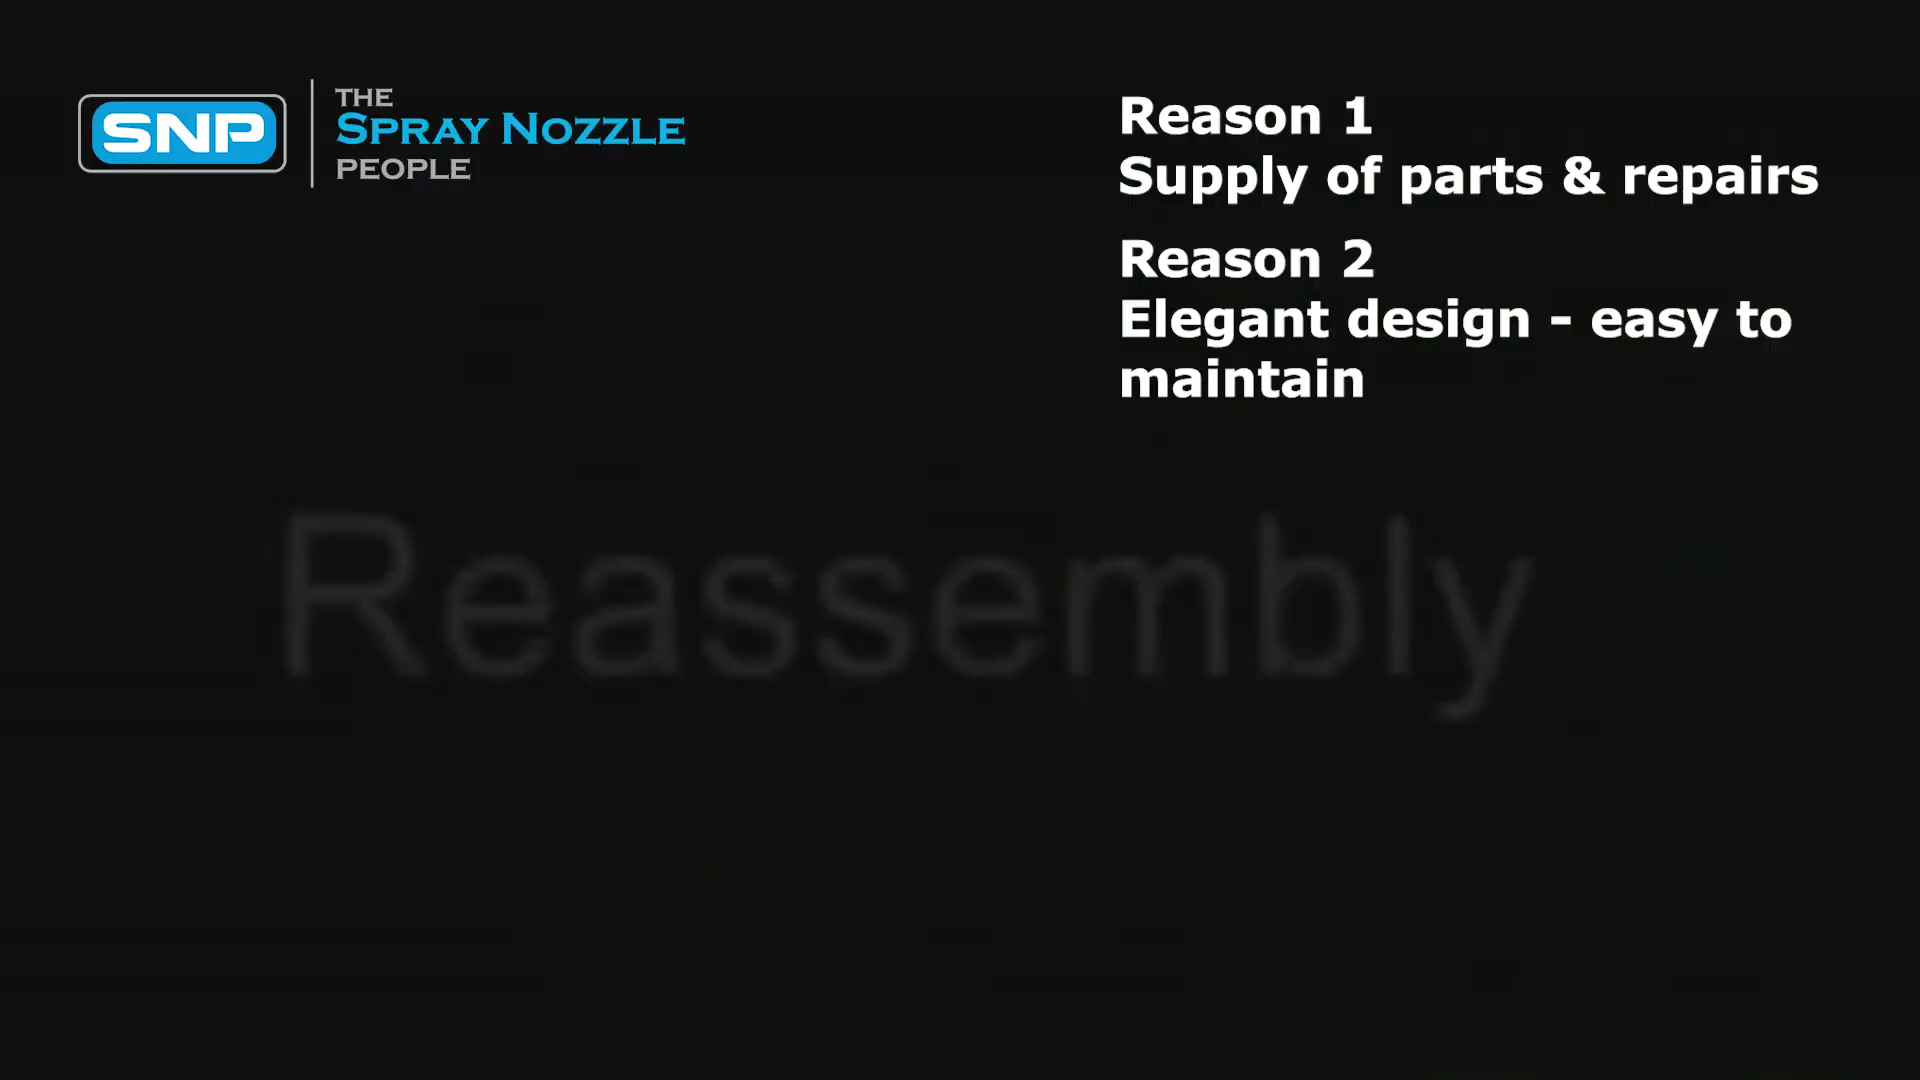 SNP
THE
SPRAY NOZZLE
PEOPLE
Reason 1
Supply of parts & repairs
Reason 2
Elegant design - easy to
maintain
Reassembly